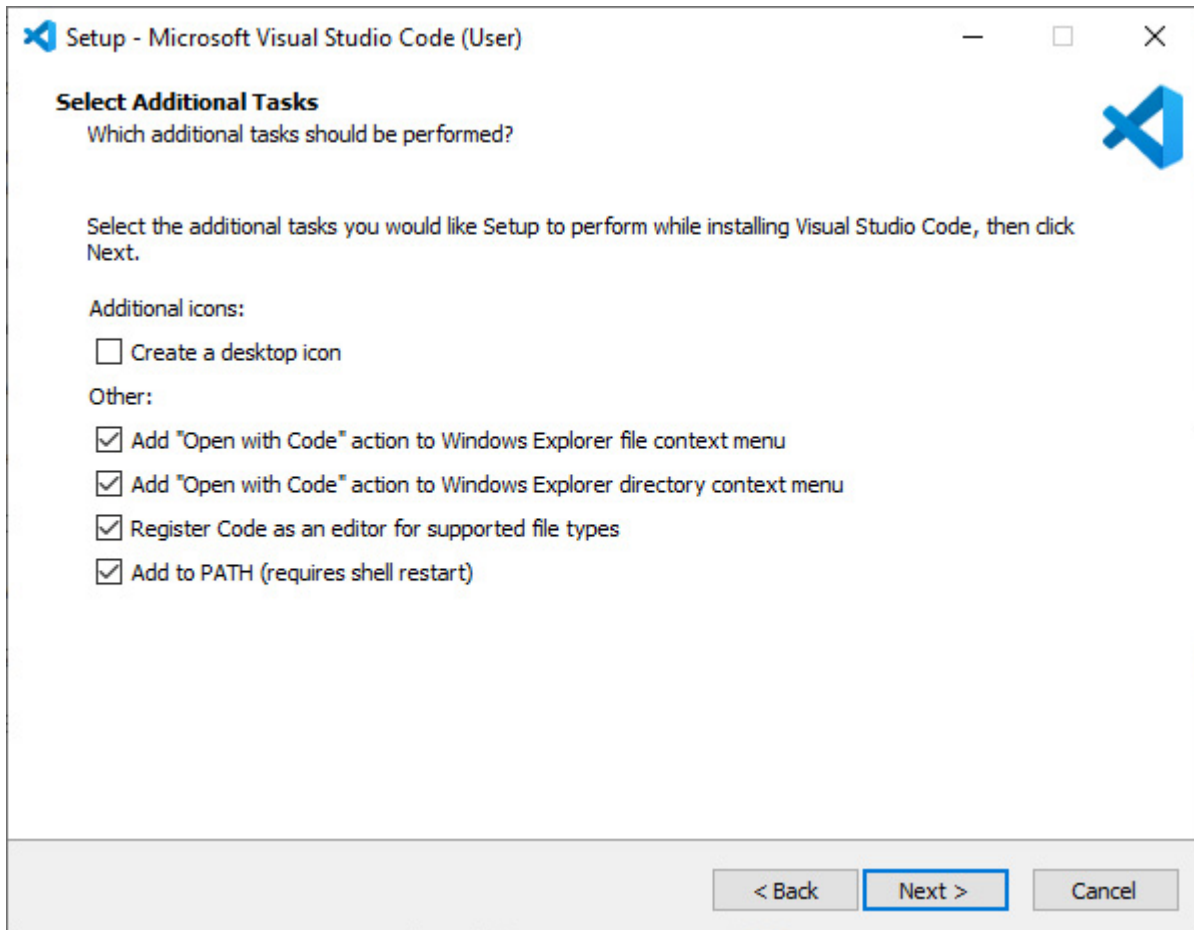 Setup - Microsoft Visual Studio Code (User)
Select Additional Tasks
Which additional tasks should be performed?
Select the additional tasks you would like Setup to perform while installing Visual Studio Code, then click
Next.
Additional icons:
Create a desktop icon
Other:
Add "Open with Code" action to Windows Explorer file context menu
Add "Open with Code" action to Windows Explorer directory context menu
Register Code as an editor for supported file types
Add to PATH (requires shell restart)
< Back Next > Cancel